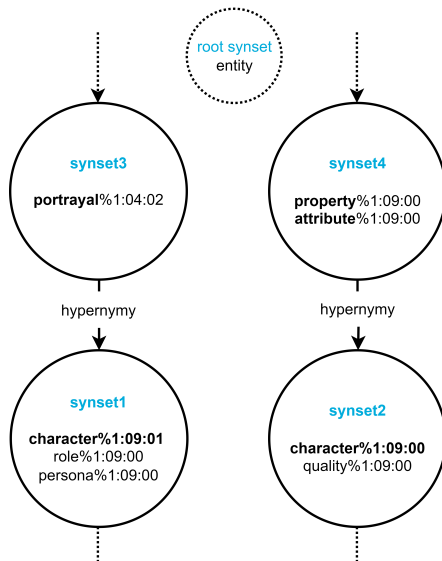 root synset
entity
synset3
portrayal%1:04:02
synset4
property%1:09:00
attribute%1:09:00
hypernymy
hypernymy
synset1
character%1:09:01
role%1:09:00
persona%1:09:00
synset2
character%1:09:00
quality%1:09:00